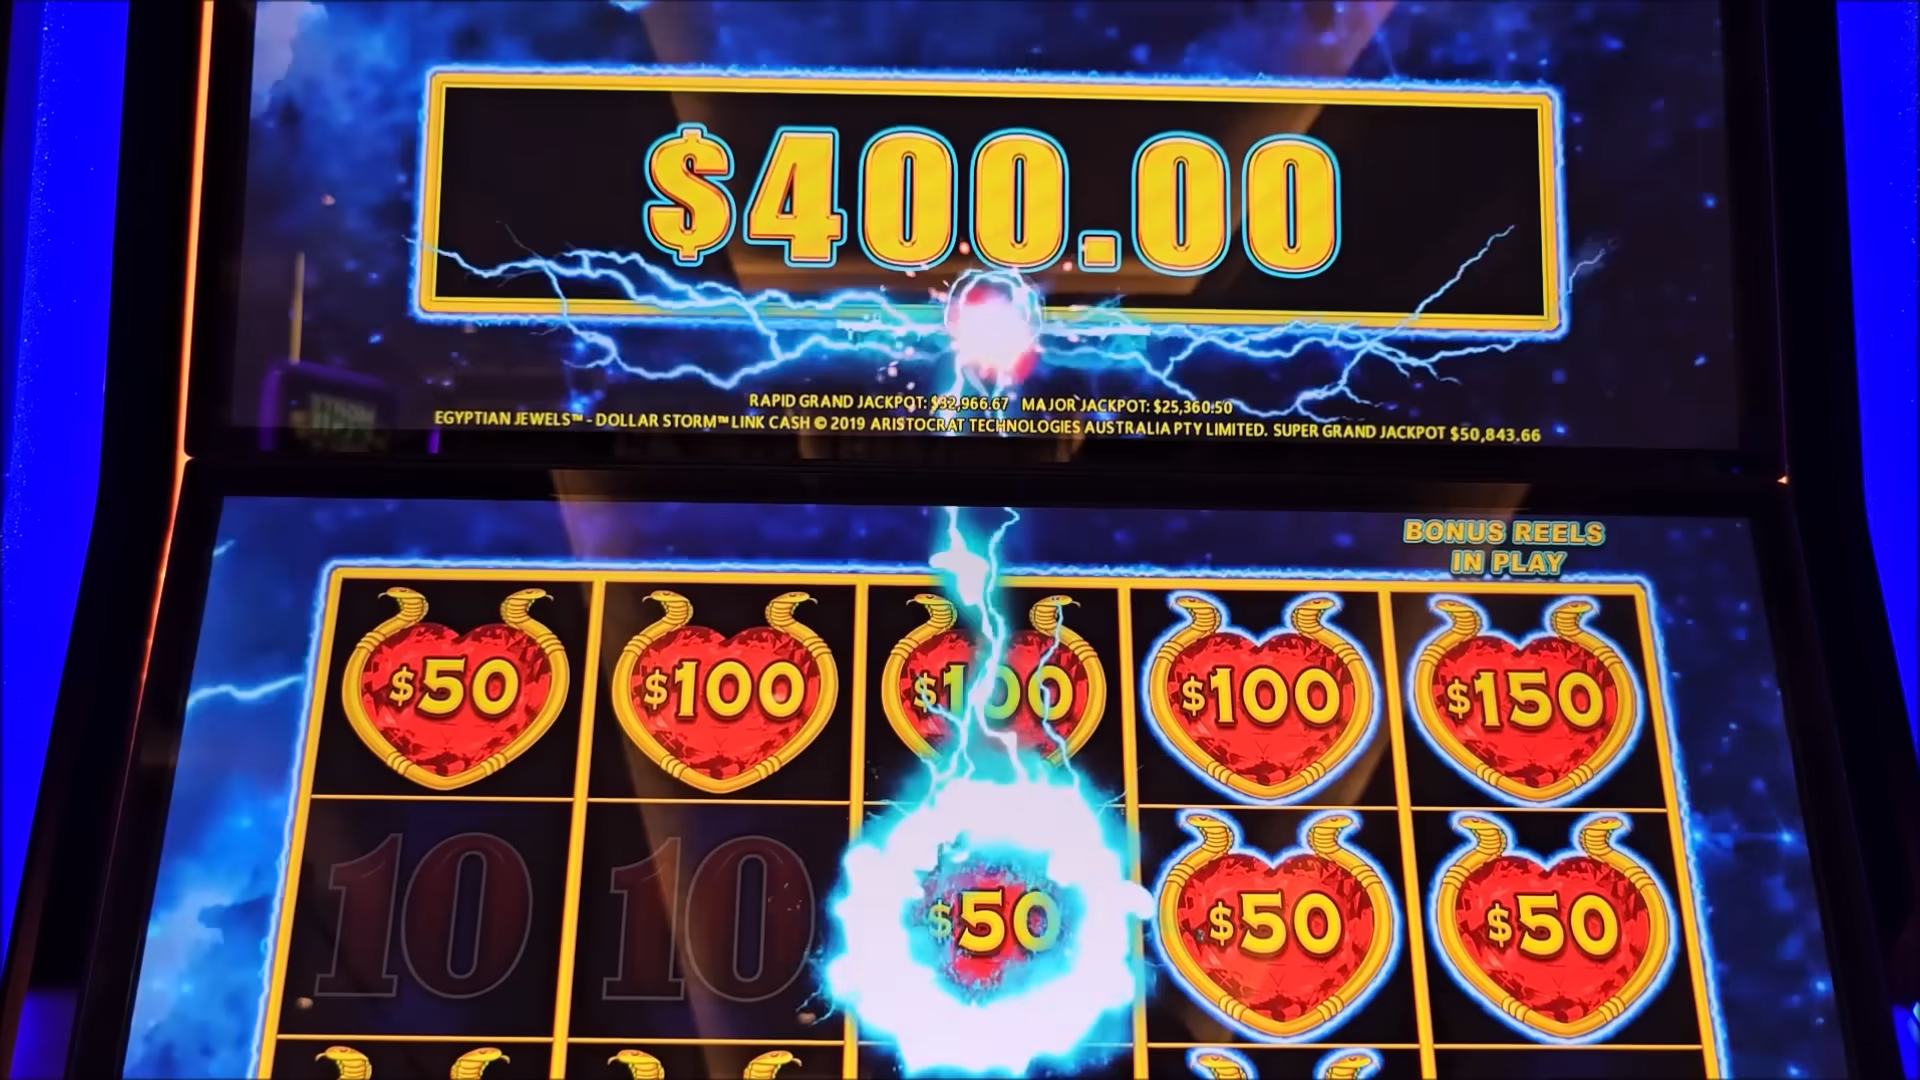 $400.00
RAPID GRAND JACKPOT: $32,966.67 MAJOR JACKPOT: $25,360.50
EGYPTIAN JEWELS™ - DOLLAR STORM™ LINK CASH © 2019 ARISTOCRAT TECHNOLOGIES AUSTRALIA PTY LIMITED. SUPER GRAND JACKPOT $50,843.66
BONUS REELS
IN PLAY
$50 $100 $100 $100 $150
10 10 $50 $50 $50